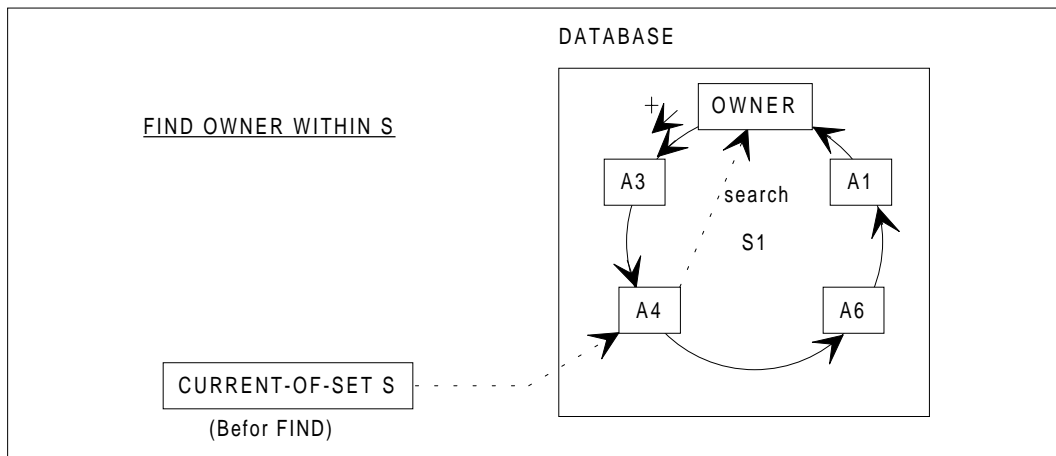 DATABASE
FIND OWNER WITHIN S
+
OWNER
A3
A1
search
S1
A4
A6
CURRENT-OF-SET S
(Befor FIND)